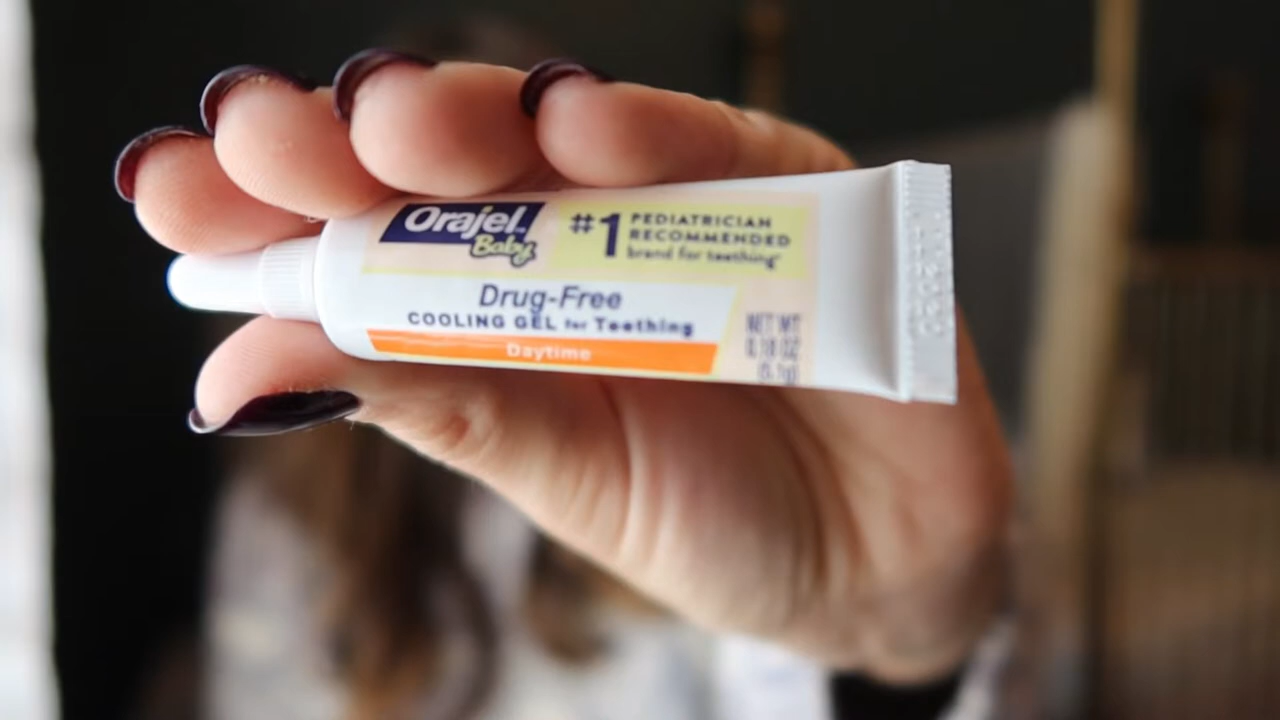 Orajel
Baby
#1 PEDIATRICIAN
RECOMMENDED
brand for teething*
Drug-Free
COOLING GEL for Teething
Daytime
NET WT
0.18 OZ
(5.1g)